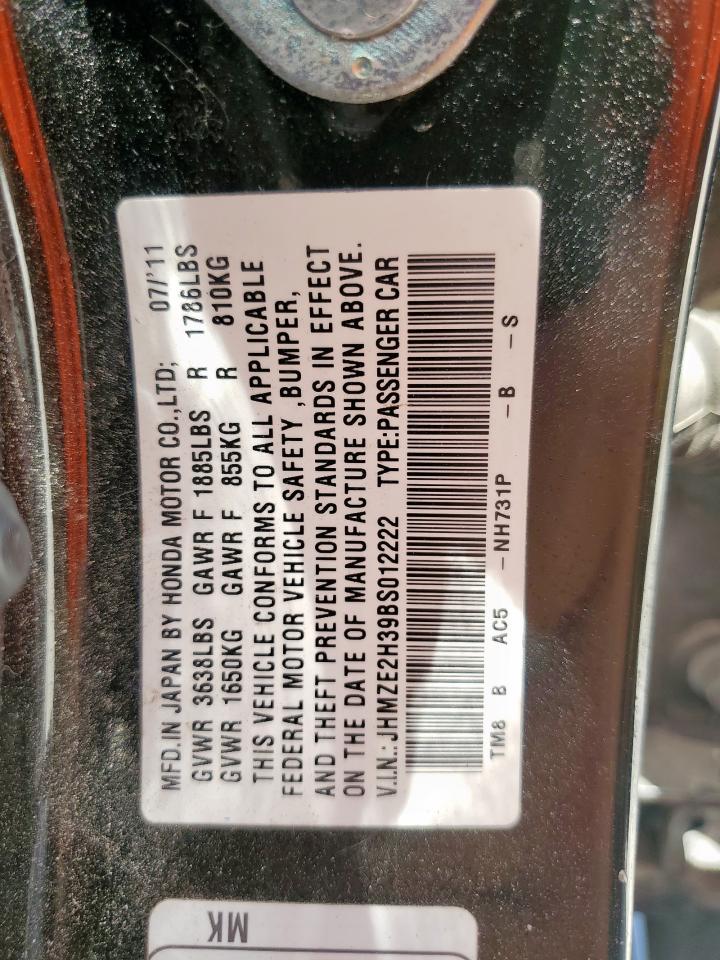 MFD.IN JAPAN BY HONDA MOTOR CO.,LTD; 07/'11
GVWR 3638LBS GAWR F 1885LBS R 1786LBS
GVWR 1650KG GAWR F 855KG R 810KG
THIS VEHICLE CONFORMS TO ALL APPLICABLE
FEDERAL MOTOR VEHICLE SAFETY ,BUMPER,
AND THEFT PREVENTION STANDARDS IN EFFECT
ON THE DATE OF MANUFACTURE SHOWN ABOVE.
V.I.N.: JHMZE2H39BS012222 TYPE:PASSENGER CAR
TM8 B AC5 -NH731P -B -S
MK